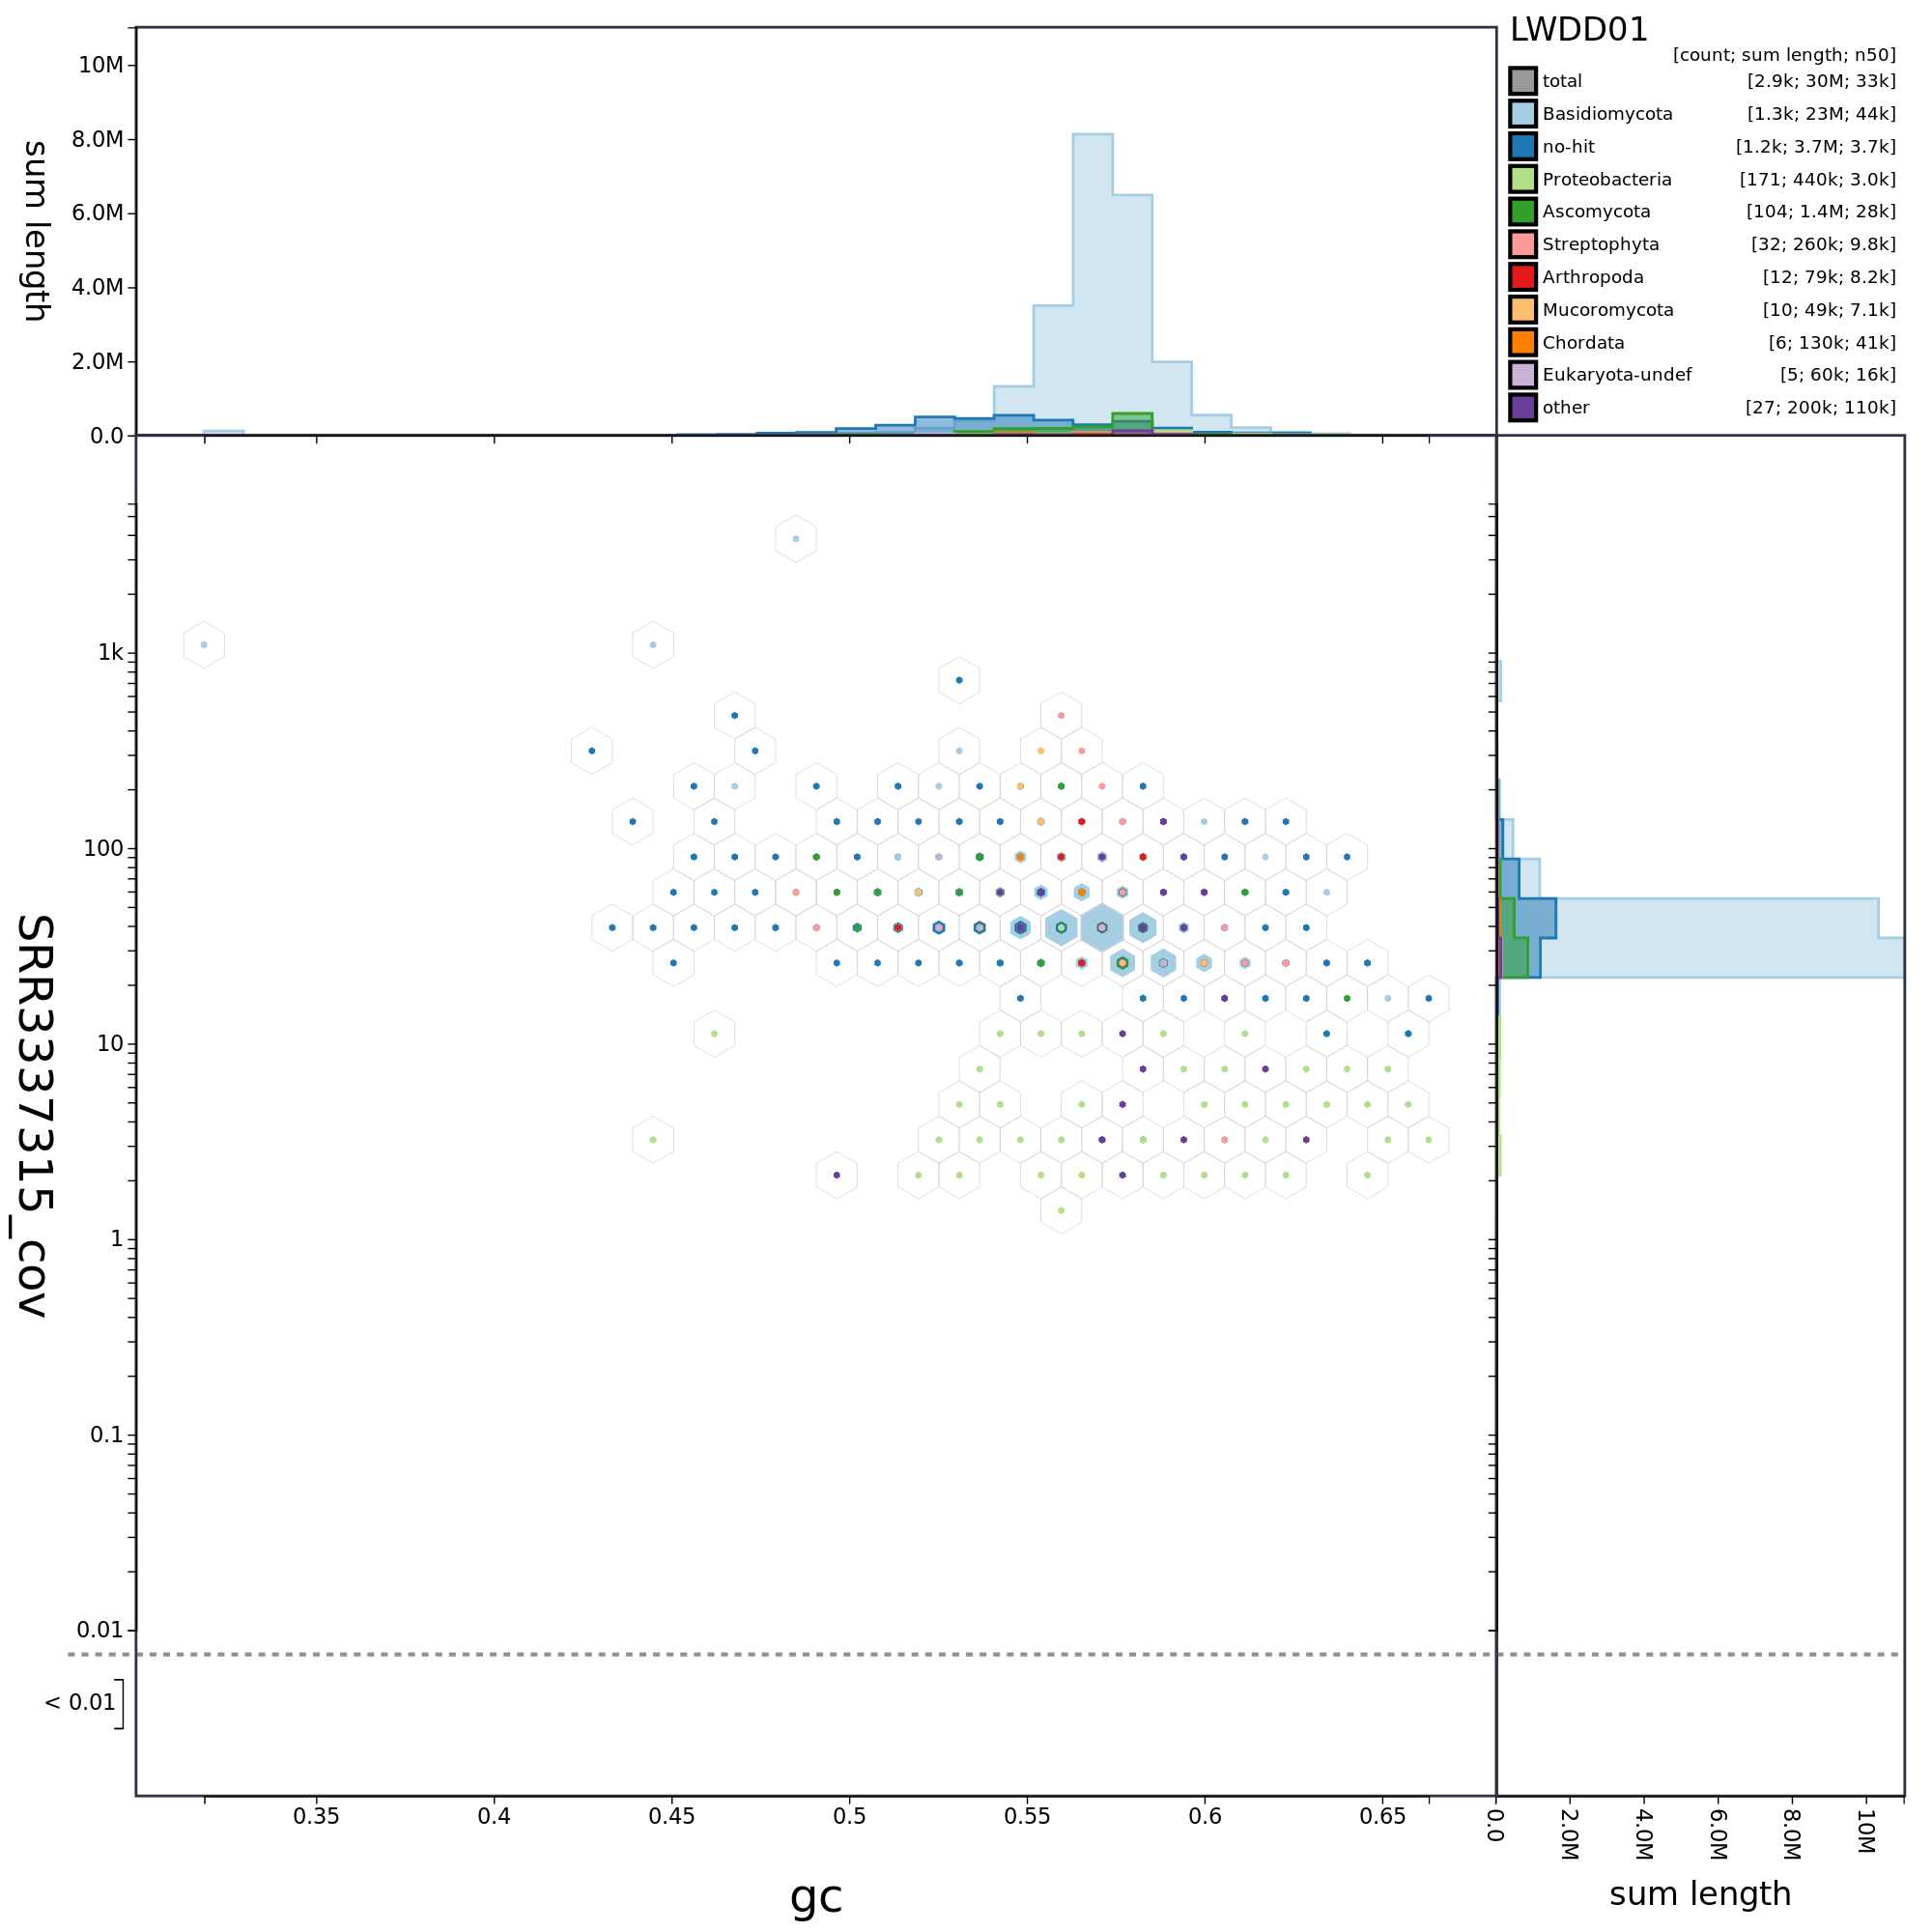 LWDD01
[count; sum length; n50]
total [2.9k; 30M; 33k]
Basidiomycota [1.3k; 23M; 44k]
no-hit [1.2k; 3.7M; 3.7k]
Proteobacteria [171; 440k; 3.0k]
Ascomycota [104; 1.4M; 28k]
Streptophyta [32; 260k; 9.8k]
Arthropoda [12; 79k; 8.2k]
Mucoromycota [10; 49k; 7.1k]
Chordata [6; 130k; 41k]
Eukaryota-undef [5; 60k; 16k]
other [27; 200k; 110k]
sum length
10M
8.0M
6.0M
4.0M
2.0M
0.0
SRR3337315_cov
1k
100
10
1
0.1
0.01
< 0.01
0.35
0.4
0.45
0.5
0.55
0.6
0.65
gc
0.0
2.0M
4.0M
6.0M
8.0M
10M
sum length